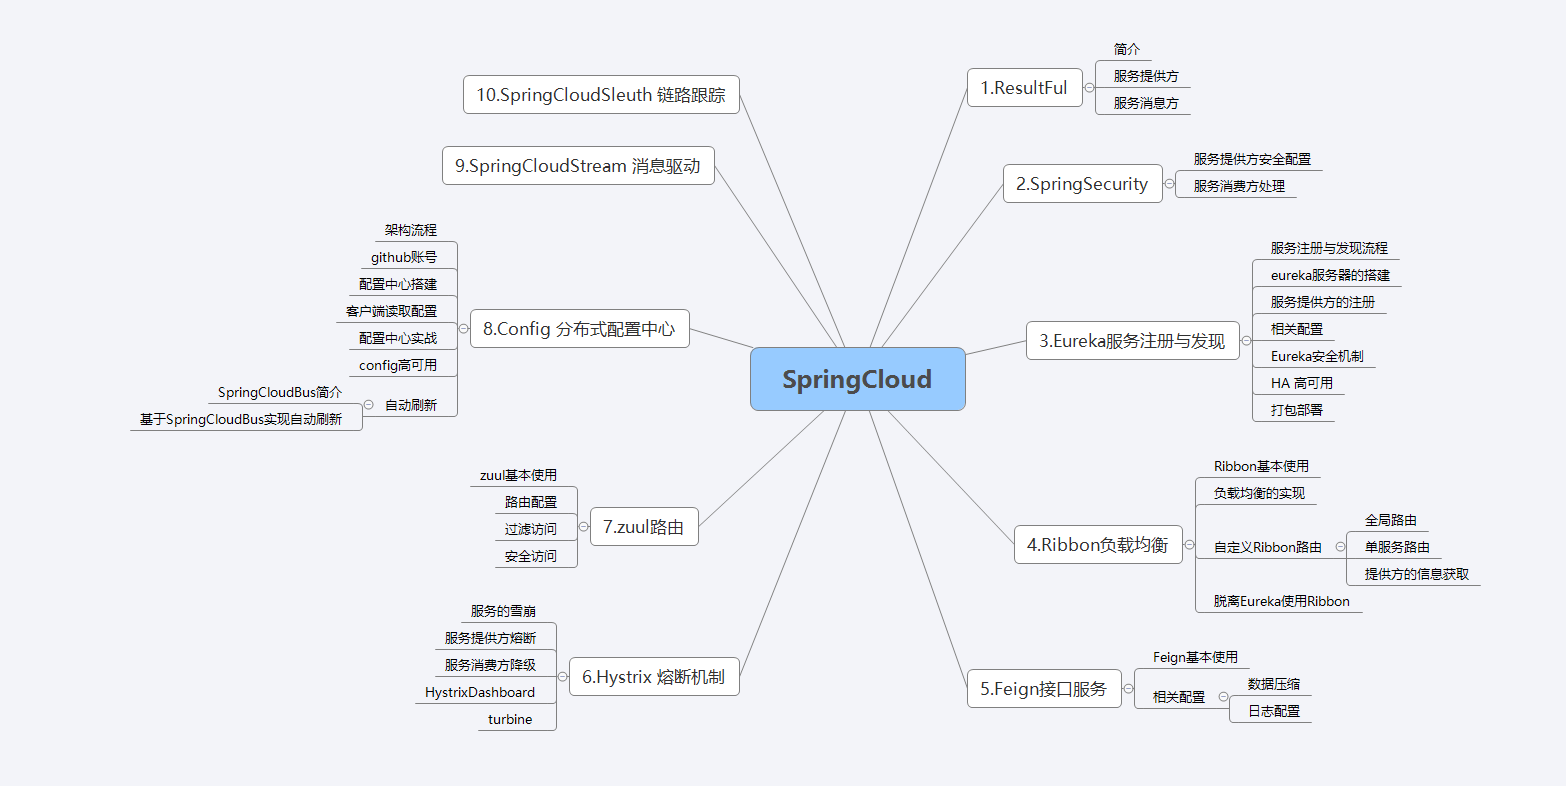 SpringCloud
1.ResultFul
简介
服务提供方
服务消息方
2.SpringSecurity
服务提供方安全配置
服务消费方处理
3.Eureka服务注册与发现
服务注册与发现流程
eureka服务器的搭建
服务提供方的注册
相关配置
Eureka安全机制
HA 高可用
打包部署
4.Ribbon负载均衡
Ribbon基本使用
负载均衡的实现
自定义Ribbon路由
全局路由
单服务路由
提供方的信息获取
脱离Eureka使用Ribbon
5.Feign接口服务
Feign基本使用
相关配置
数据压缩
日志配置
6.Hystrix 熔断机制
服务的雪崩
服务提供方熔断
服务消费方降级
HystrixDashboard
turbine
7.zuul路由
zuul基本使用
路由配置
过滤访问
安全访问
8.Config 分布式配置中心
架构流程
github账号
配置中心搭建
客户端读取配置
配置中心实战
config高可用
自动刷新
SpringCloudBus简介
基于SpringCloudBus实现自动刷新
9.SpringCloudStream 消息驱动
10.SpringCloudSleuth 链路跟踪